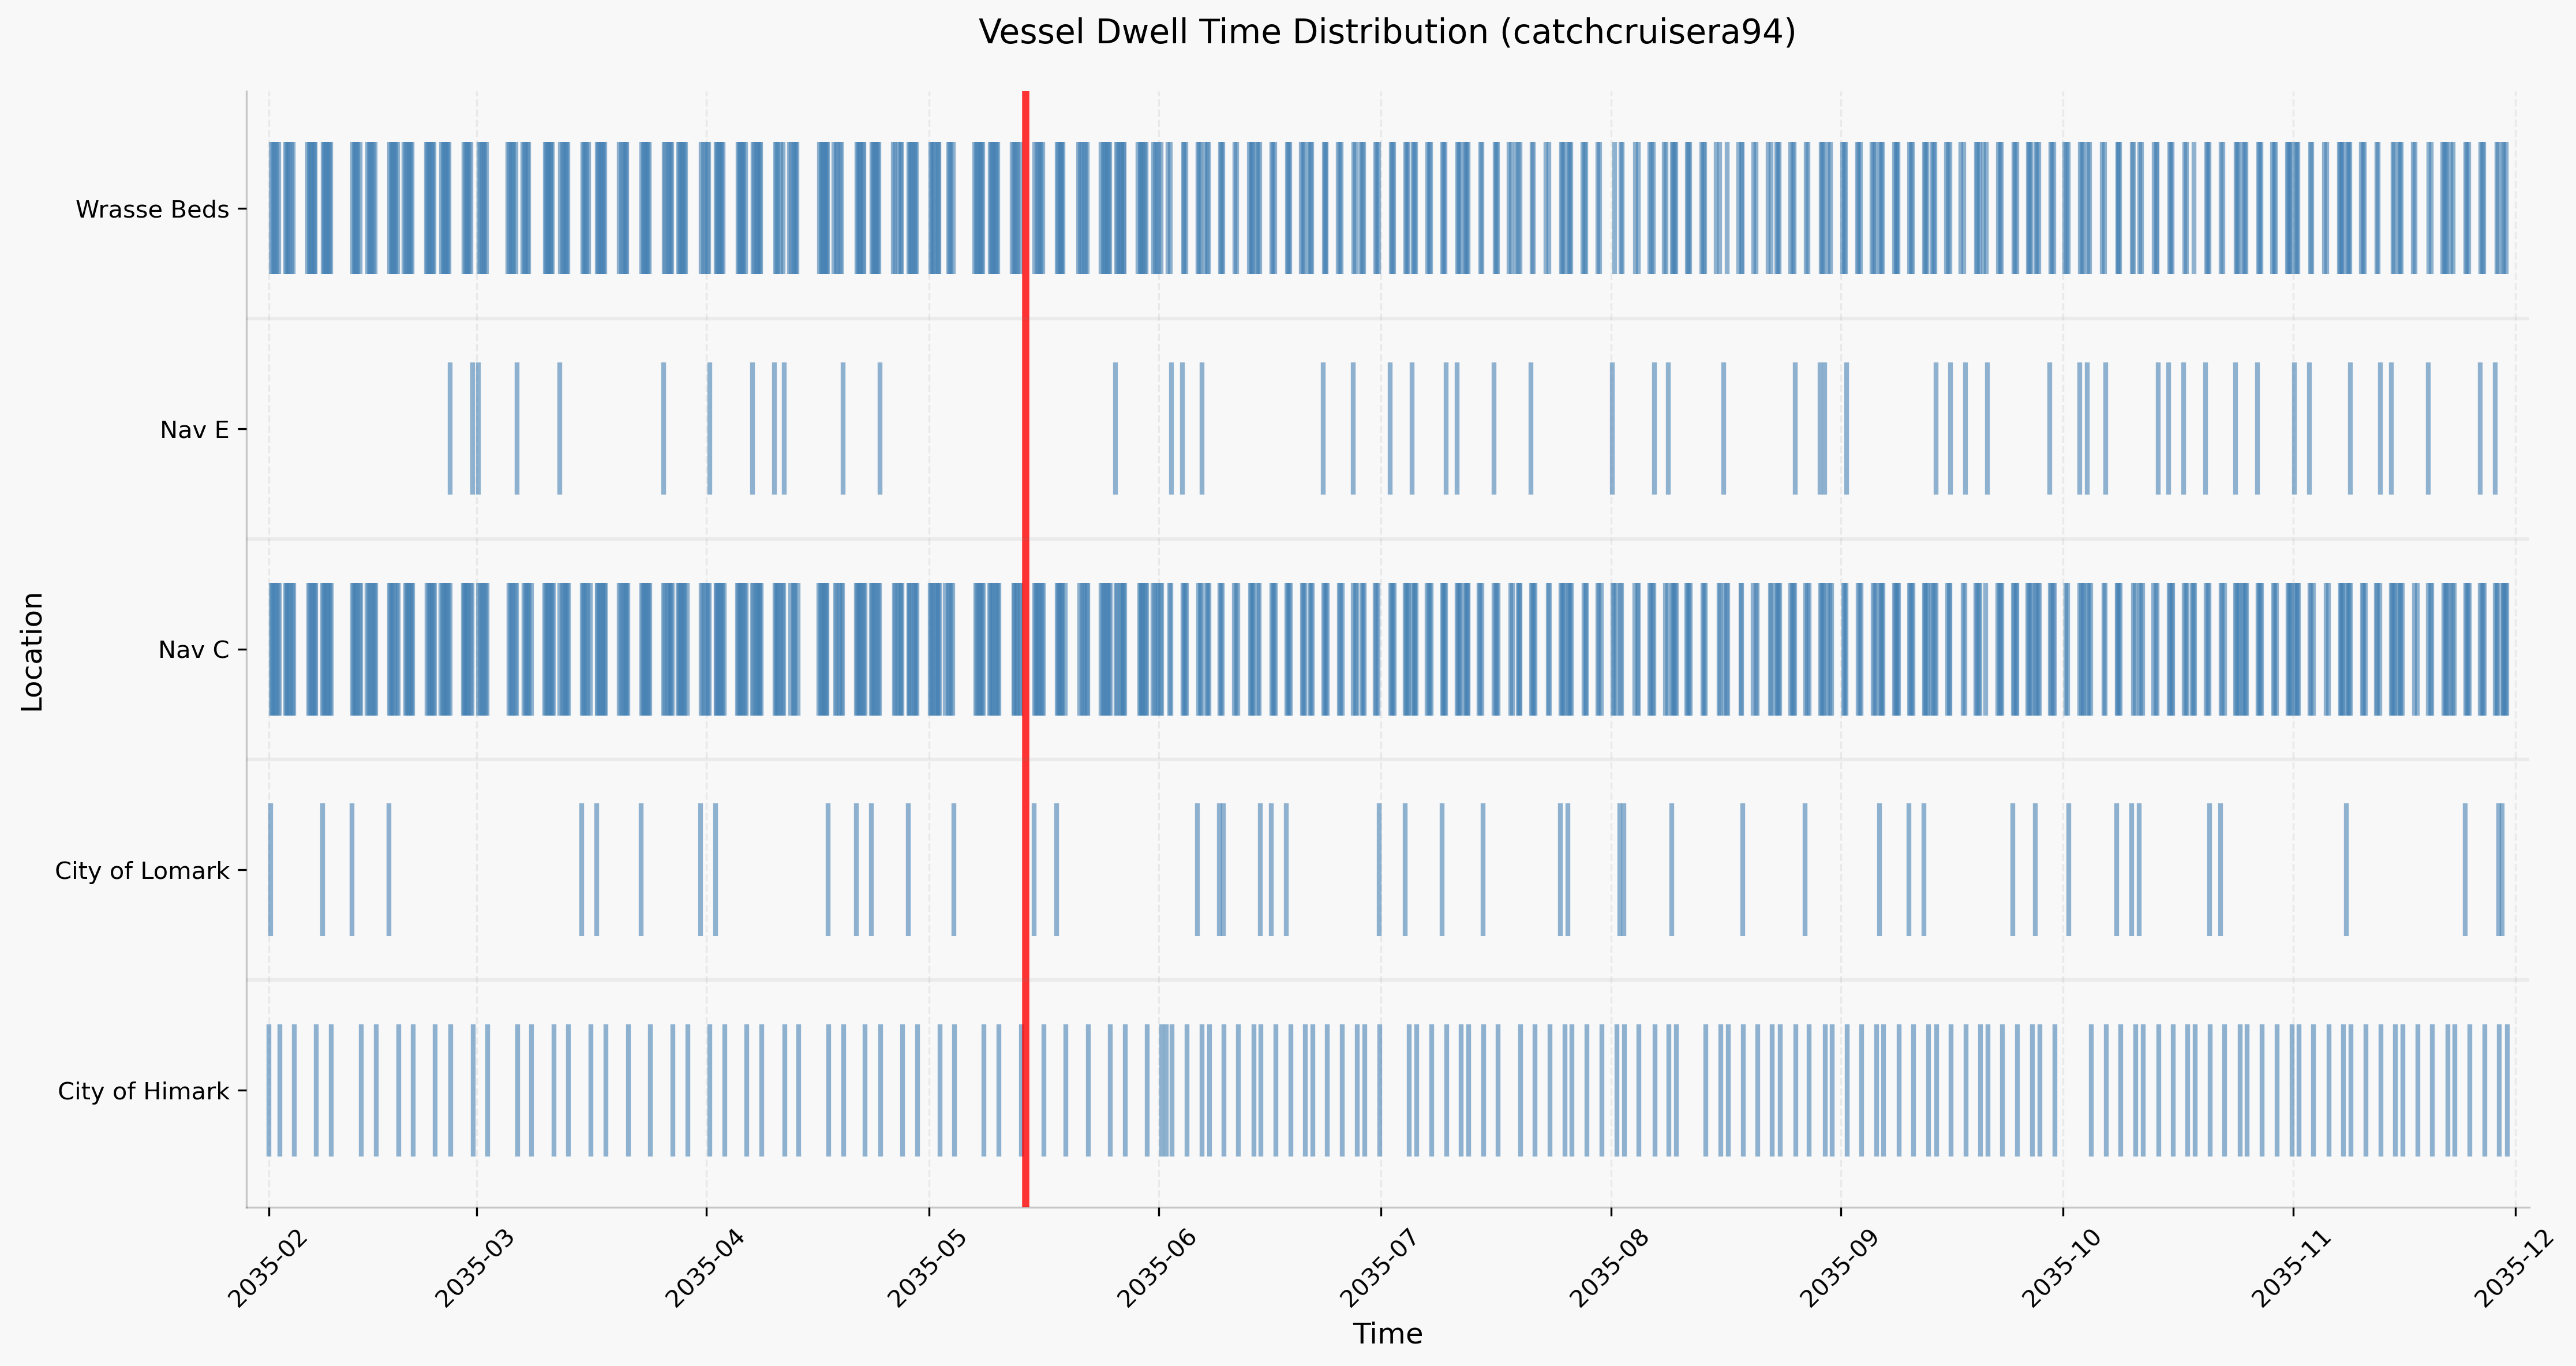 Vessel Dwell Time Distribution (catchcruisera94)
Location
Wrasse Beds
Nav E
Nav C
City of Lomark
City of Himark
2035-02
2035-03
2035-04
2035-05
2035-06
2035-07
2035-08
2035-09
2035-10
2035-11
2035-12
Time